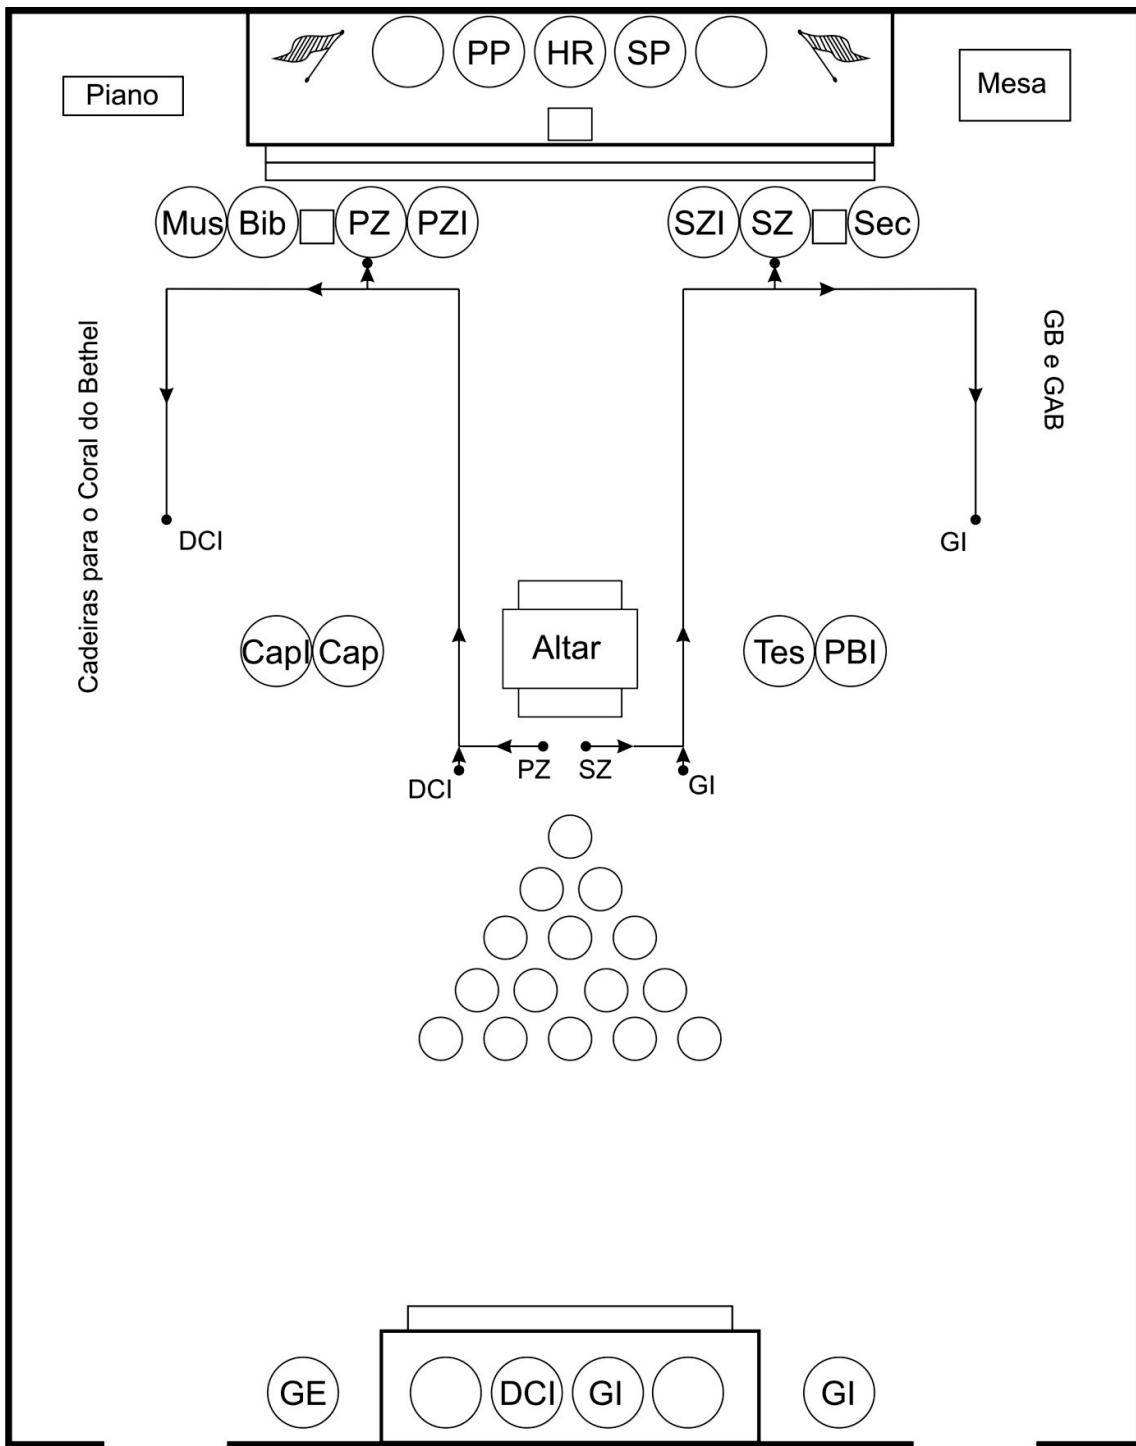 PP
HR
SP
Piano
Mesa
Mus
Bib
PZ
PZI
SZI
SZ
Sec
Cadeiras para o Coral do Bethel
GB e GAB
DCI
GI
CapI
Cap
Altar
Tes
PBI
DCI
PZ
SZ
GI
GE
DCI
GI
GI